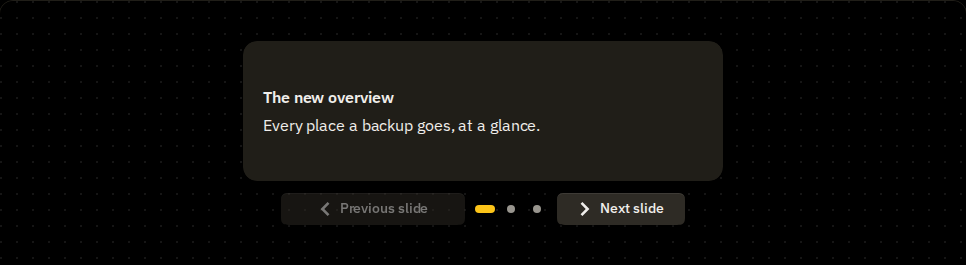 The new overview
Every place a backup goes, at a glance.
Previous slide
Next slide